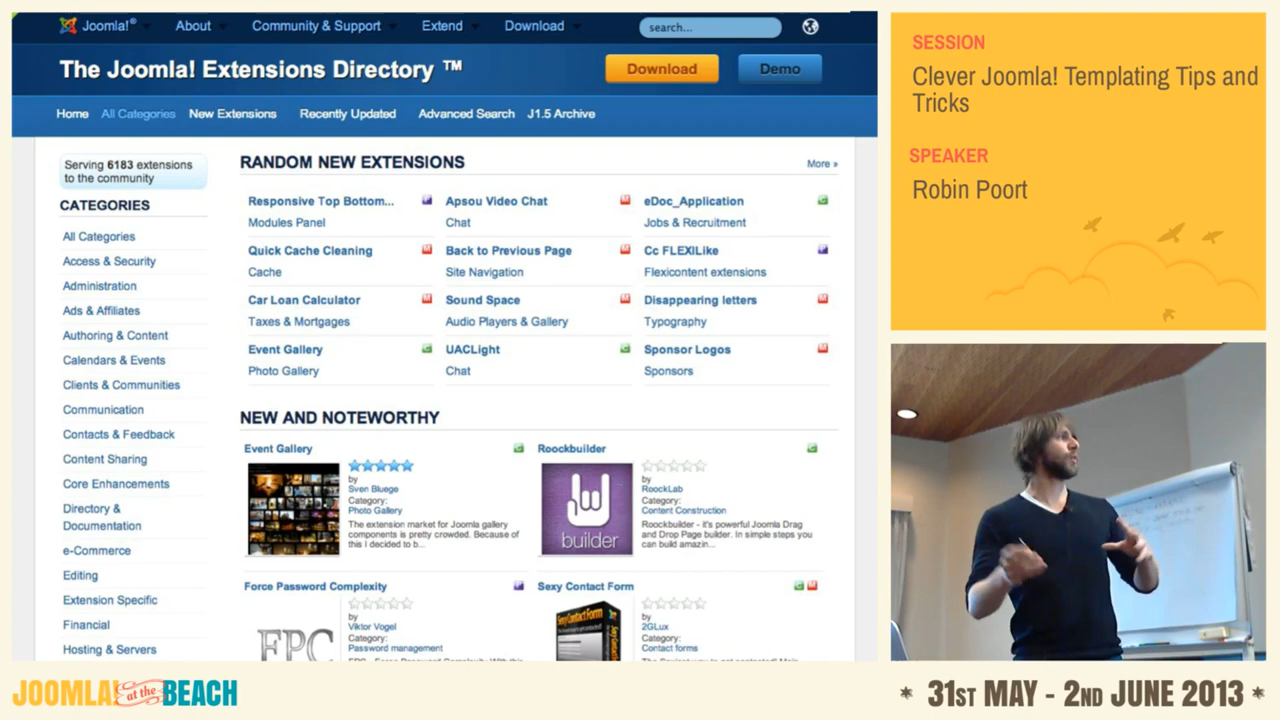 Joomla!®
About
Community & Support
Extend
Download
search...
The Joomla! Extensions Directory ™
Download
Demo
Home
All Categories
New Extensions
Recently Updated
Advanced Search
J1.5 Archive
Serving 6183 extensions
to the community
CATEGORIES
All Categories
Access & Security
Administration
Ads & Affiliates
Authoring & Content
Calendars & Events
Clients & Communities
Communication
Contacts & Feedback
Content Sharing
Core Enhancements
Directory &
Documentation
e-Commerce
Editing
Extension Specific
Financial
Hosting & Servers
RANDOM NEW EXTENSIONS
More »
Responsive Top Bottom...
Modules Panel
Apsou Video Chat
Chat
eDoc_Application
Jobs & Recruitment
Quick Cache Cleaning
Cache
Back to Previous Page
Site Navigation
Cc FLEXILike
Flexicontent extensions
Car Loan Calculator
Taxes & Mortgages
Sound Space
Audio Players & Gallery
Disappearing letters
Typography
Event Gallery
Photo Gallery
UACLight
Chat
Sponsor Logos
Sponsors
NEW AND NOTEWORTHY
Event Gallery
by
Sven Bluege
Category:
Photo Gallery
The extension market for Joomla gallery
components is pretty crowded. Because of
this I decided to b...
Roockbuilder
builder
by
RoockLab
Category:
Content Construction
Roockbuilder - it's powerful Joomla Drag
and Drop Page builder. In simple steps you
can build amazin...
Force Password Complexity
FPC
by
Viktor Vogel
Category:
Password management
Sexy Contact Form
Sexy Contact Form
by
2GLux
Category:
Contact forms
SESSION
Clever Joomla! Templating Tips and
Tricks
SPEAKER
Robin Poort
JOOMLA! at the BEACH
* 31ST MAY - 2ND JUNE 2013 *